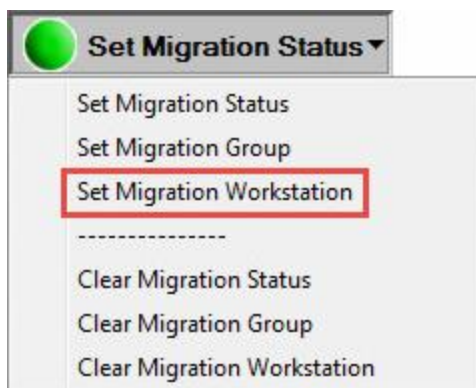 Set Migration Status
Set Migration Status
Set Migration Group
Set Migration Workstation
---------------
Clear Migration Status
Clear Migration Group
Clear Migration Workstation